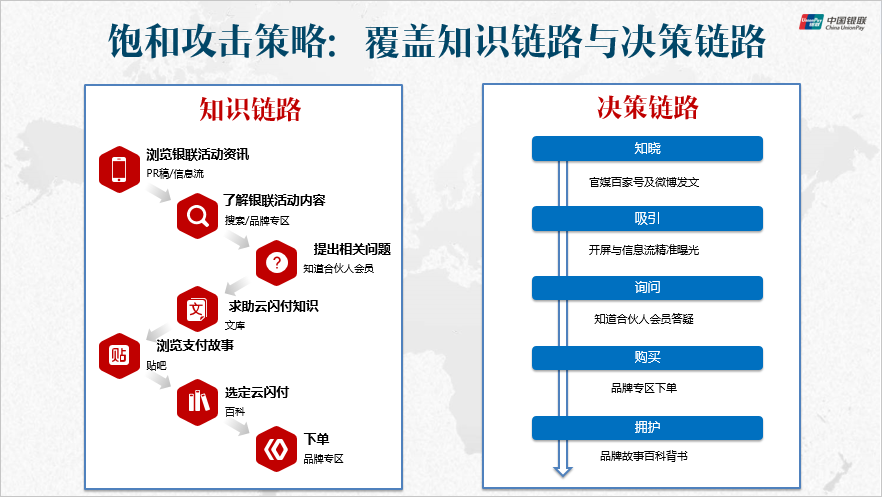 饱和攻击策略：覆盖知识链路与决策链路
UnionPay
银联
中国银联
China UnionPay
知识链路
浏览银联活动资讯
PR稿/信息流
了解银联活动内容
搜索/品牌专区
?
提出相关问题
知道合伙人会员
文
求助云闪付知识
文库
贴
浏览支付故事
贴吧
选定云闪付
百科
下单
品牌专区
决策链路
知晓
官媒百家号及微博发文
吸引
开屏与信息流精准曝光
询问
知道合伙人会员答疑
购买
品牌专区下单
拥护
品牌故事百科背书